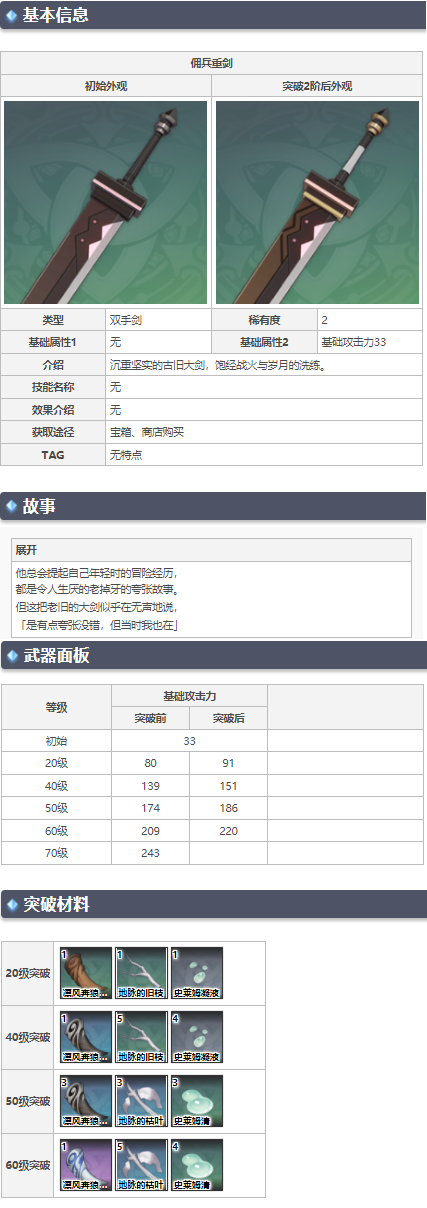 基本信息
佣兵重剑
初始外观 突破2阶后外观
类型 双手剑 稀有度 2
基础属性1 无 基础属性2 基础攻击力33
介绍 沉重坚实的古旧大剑，饱经战火与岁月的洗练。
技能名称 无
效果介绍 无
获取途径 宝箱、商店购买
TAG 无特点
故事
展开
他总会提起自己年轻时的冒险经历，
都是令人生厌的老掉牙的夸张故事。
但这把老旧的大剑似乎在无声地说，
「是有点夸张没错，但当时我也在」
武器面板
等级 基础攻击力
突破前 突破后
初始 33
20级 80 91
40级 139 151
50级 174 186
60级 209 220
70级 243
突破材料
20级突破
1 1 1
凛风奔狼... 地脉的旧枝 史莱姆凝液
40级突破
1 5 4
凛风奔狼... 地脉的旧枝 史莱姆凝液
50级突破
3 3 3
凛风奔狼... 地脉的枯叶 史莱姆清
60级突破
1 5 4
凛风奔狼... 地脉的枯叶 史莱姆清